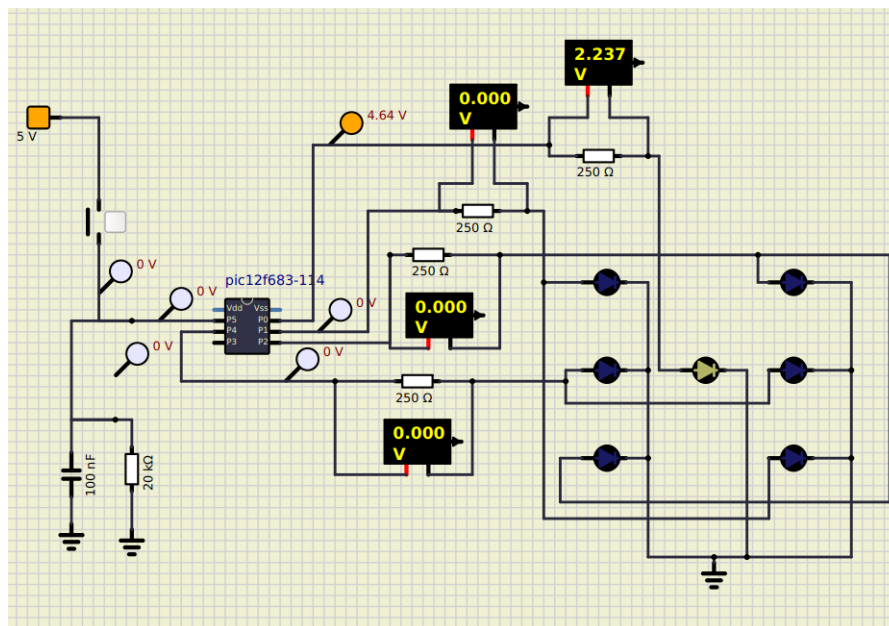 2.237
V
0.000
V
4.64 V
5 V
250 Ω
250 Ω
0 V
pic12f683-114
250 Ω
0 V
Vdd
Vss
P5
P0
P4
P1
P3
P2
0 V
0.000
V
0 V
0 V
250 Ω
0.000
V
100 nF
20 kΩ